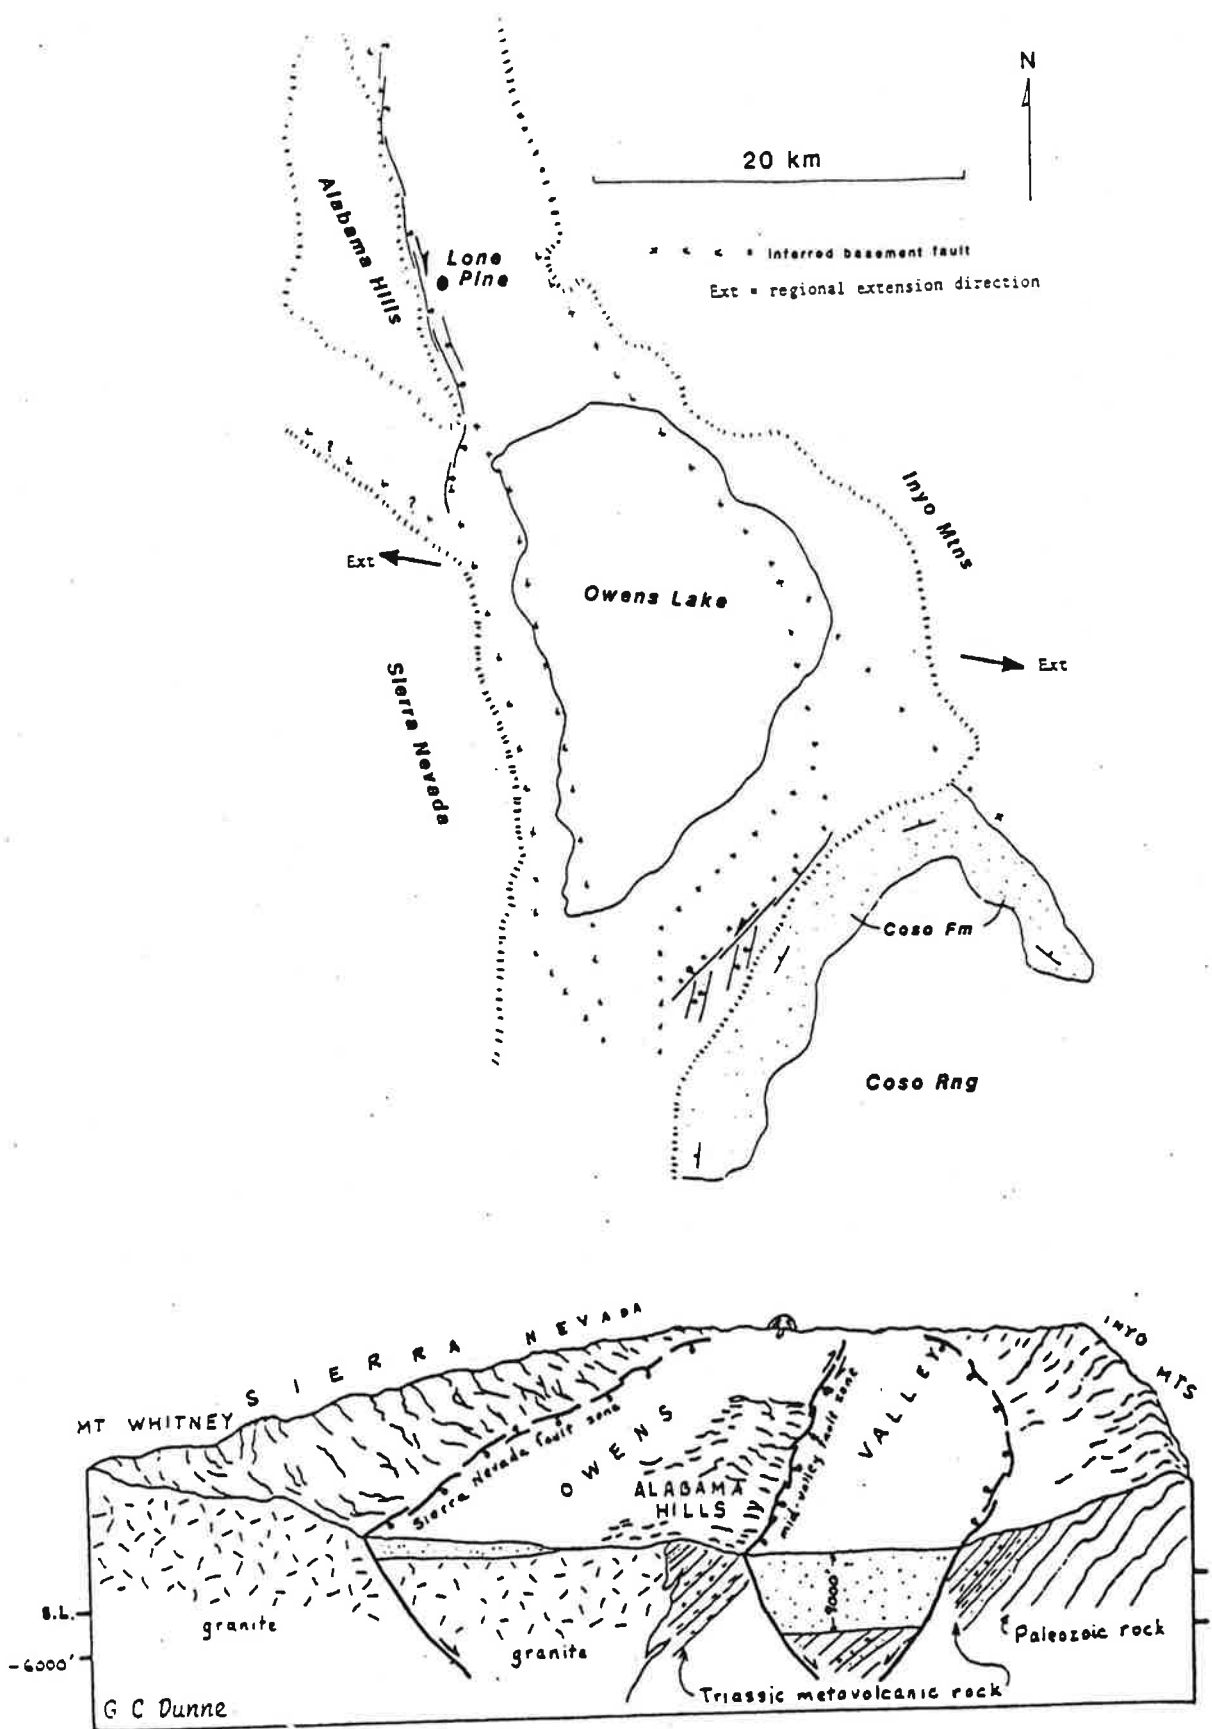 N
20 km
Alabama Hills
Lone
Pine
Inferred basement fault
Ext = regional extension direction
?
?
Inyo Mtns
Ext
Owens Lake
Ext
Sierra Nevada
Coso Fm
Coso Rng
SIERRA NEVADA
INYO MTS
MT WHITNEY
Sierra Nevada fault zone
OWENS VALLEY
mid-valley fault zone
ALABAMA
HILLS
S.L.
-6000'
granite
granite
9000'
Paleozoic rock
Triassic metavolcanic rock
G C Dunne